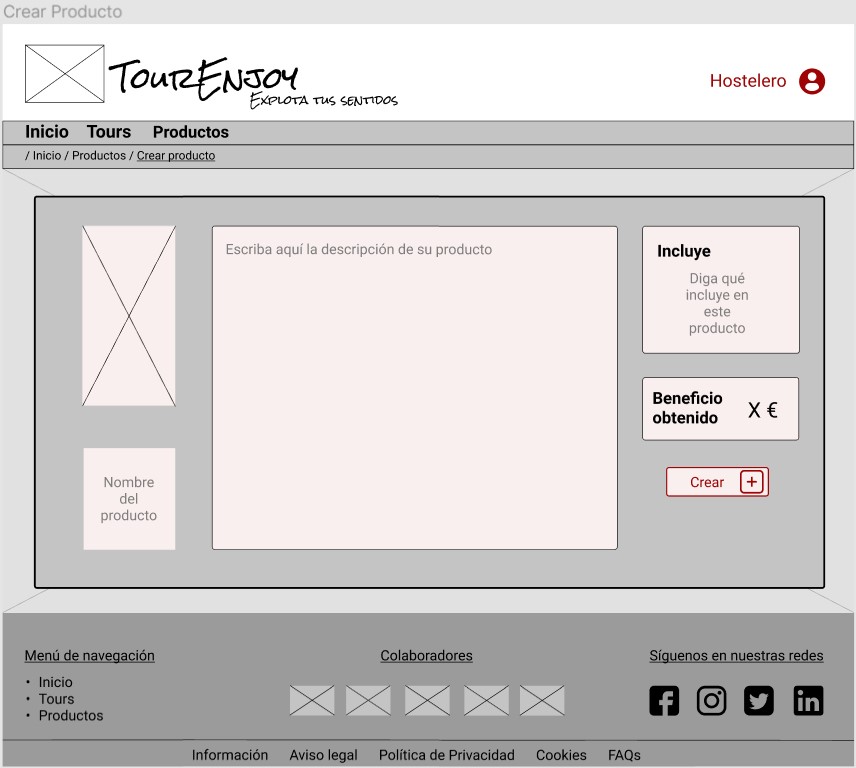 Crear Producto
TourEnjoy
Explota tus sentidos
Hostelero
Inicio Tours Productos
/ Inicio / Productos / Crear producto
Escriba aquí la descripción de su producto
Incluye
Diga qué
incluye en
este
producto
Beneficio
obtenido
X €
Crear
Nombre
del
producto
Menú de navegación
• Inicio
• Tours
• Productos
Colaboradores
Síguenos en nuestras redes
Información Aviso legal Política de Privacidad Cookies FAQs